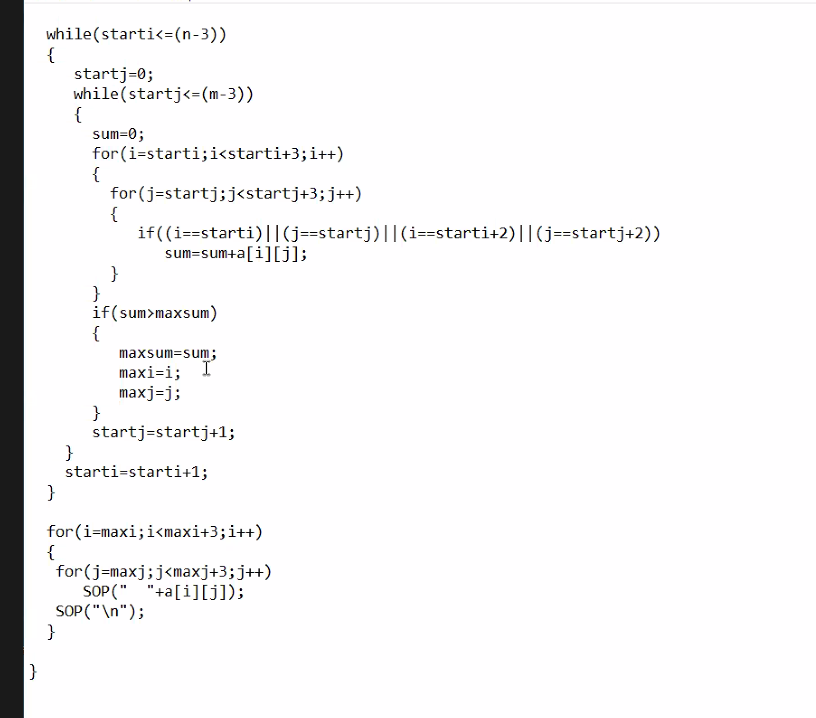 while(starti<=(n-3))
{
startj=0;
while(startj<=(m-3))
{
sum=0;
for(i=starti;i<starti+3;i++)
{
for(j=startj;j<startj+3;j++)
{
if((i==starti)||(j==startj)||(i==starti+2)||(j==startj+2))
sum=sum+a[i][j];
}
}
if(sum>maxsum)
{
maxsum=sum;
maxi=i;
maxj=j;
}
startj=startj+1;
}
starti=starti+1;
}
for(i=maxi;i<maxi+3;i++)
{
for(j=maxj;j<maxj+3;j++)
SOP("  "+a[i][j]);
SOP("\n");
}
}